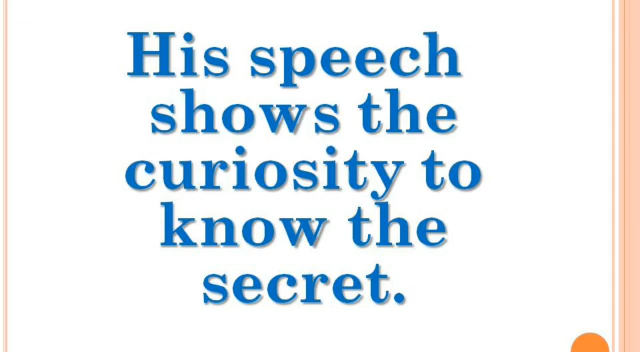 His speech
shows the
curiosity to
know the
secret.